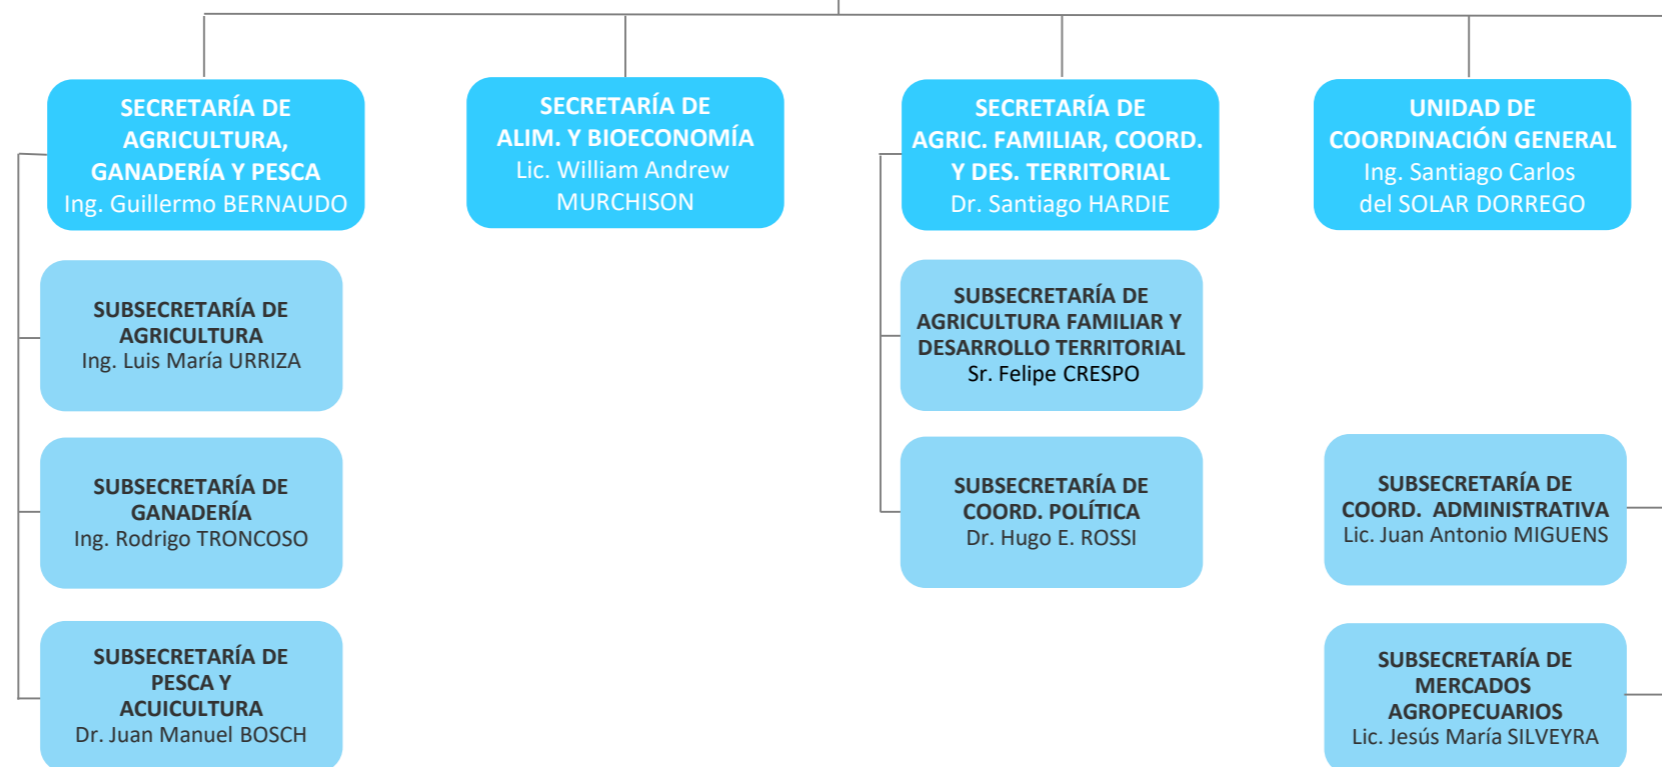 SECRETARÍA DE
AGRICULTURA,
GANADERÍA Y PESCA
Ing. Guillermo BERNAUDO
SECRETARÍA DE
ALIM. Y BIOECONOMÍA
Lic. William Andrew
MURCHISON
SECRETARÍA DE
AGRIC. FAMILIAR, COORD.
Y DES. TERRITORIAL
Dr. Santiago HARDIE
UNIDAD DE
COORDINACIÓN GENERAL
Ing. Santiago Carlos
del SOLAR DORREGO
SUBSECRETARÍA DE
AGRICULTURA
Ing. Luis María URRIZA
SUBSECRETARÍA DE
AGRICULTURA FAMILIAR Y
DESARROLLO TERRITORIAL
Sr. Felipe CRESPO
SUBSECRETARÍA DE
GANADERÍA
Ing. Rodrigo TRONCOSO
SUBSECRETARÍA DE
COORD. POLÍTICA
Dr. Hugo E. ROSSI
SUBSECRETARÍA DE
COORD. ADMINISTRATIVA
Lic. Juan Antonio MIGUENS
SUBSECRETARÍA DE
PESCA Y
ACUICULTURA
Dr. Juan Manuel BOSCH
SUBSECRETARÍA DE
MERCADOS
AGROPECUARIOS
Lic. Jesús María SILVEYRA